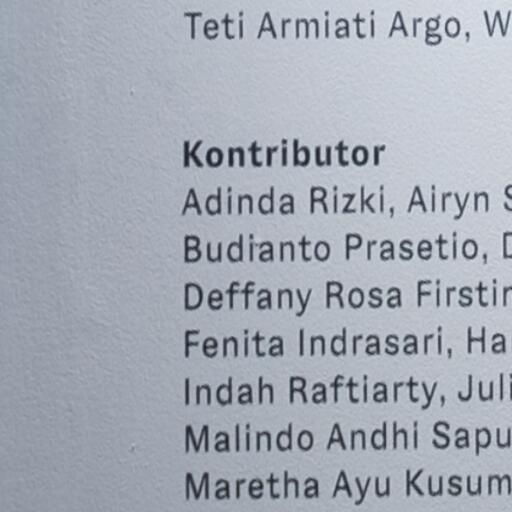 Teti Armiati Argo, W
Kontributor
Adinda Rizki, Airyn S
Budianto Prasetio, D
Deffany Rosa Firstin
Fenita Indrasari, Ha
Indah Raftiarty, Juli
Malindo Andhi Sapu
Maretha Ayu Kusum